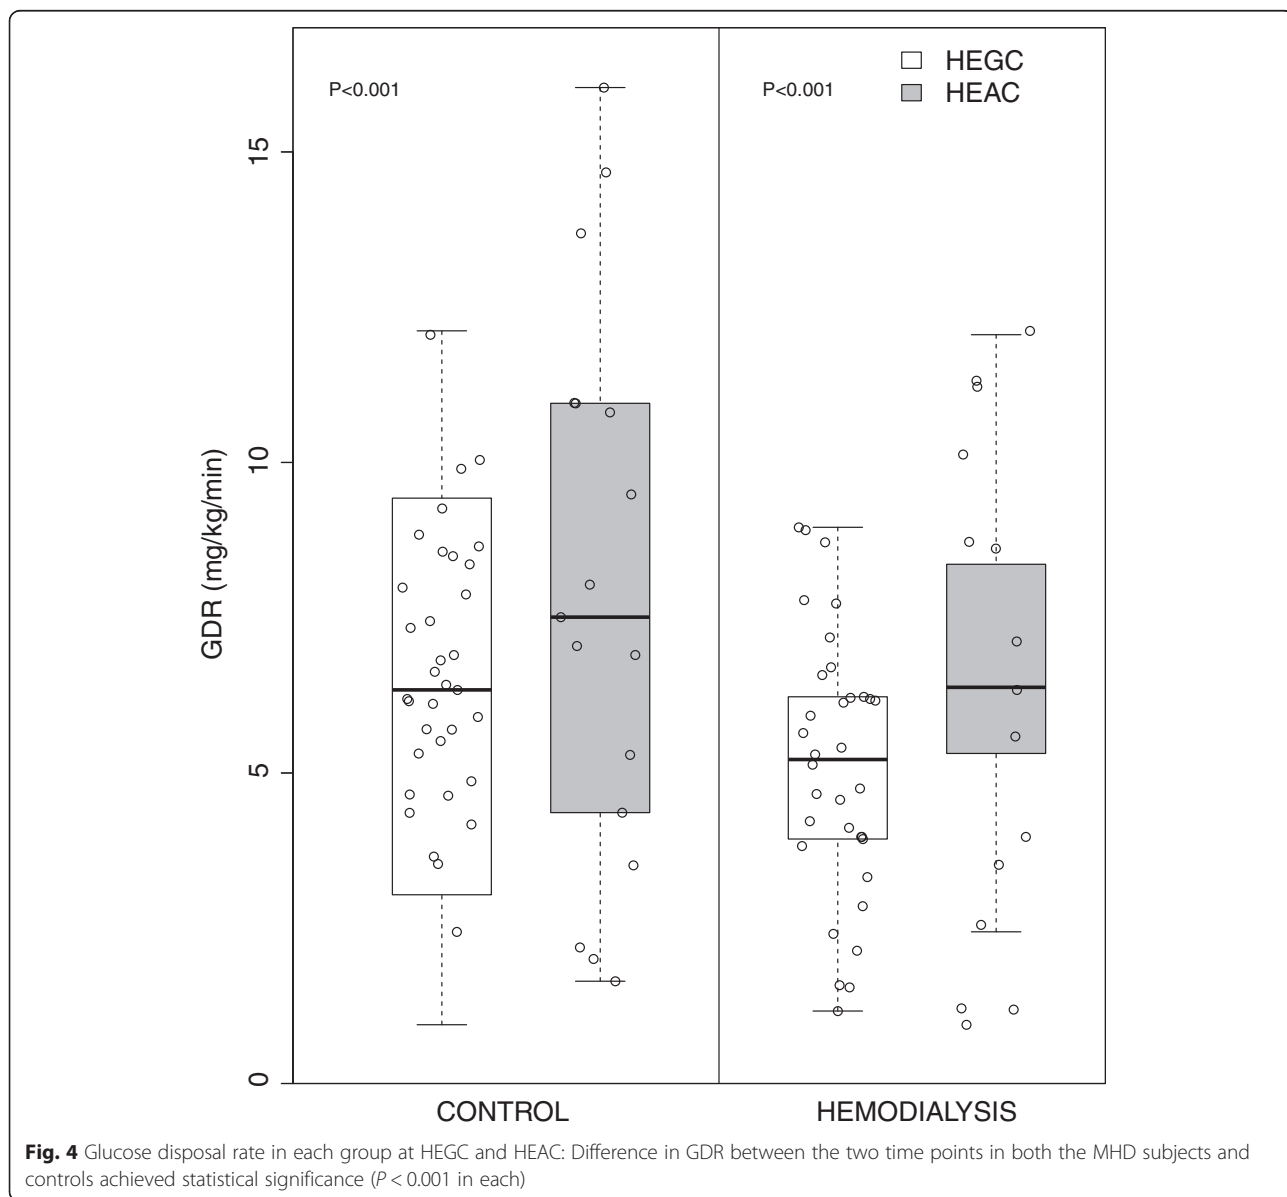 P<0.001
P<0.001
HEGC
HEAC
15
10
5
0
GDR (mg/kg/min)
CONTROL
HEMODIALYSIS
Fig. 4 Glucose disposal rate in each group at HEGC and HEAC: Difference in GDR between the two time points in both the MHD subjects and
controls achieved statistical significance (P < 0.001 in each)